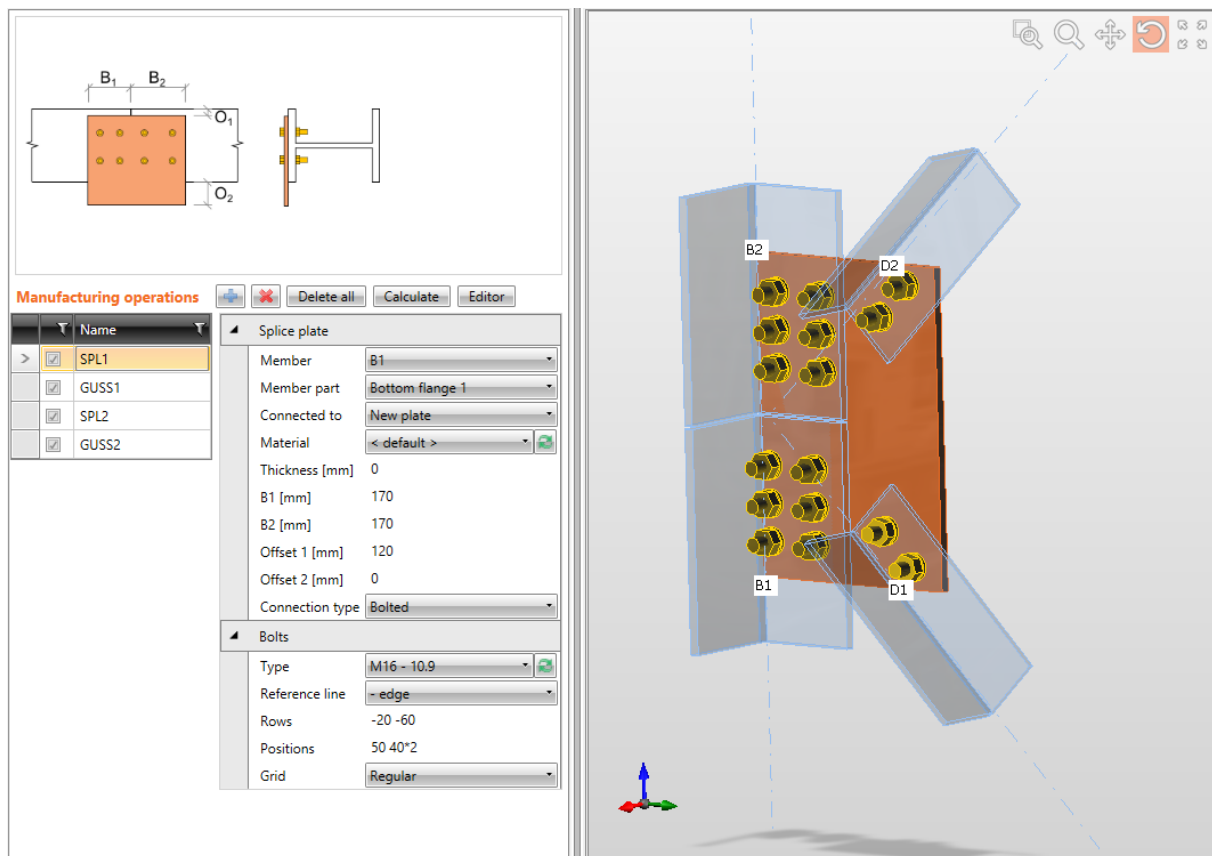 B1 B2
O1
O2
Manufacturing operations Delete all Calculate Editor
Name
SPL1
GUSS1
SPL2
GUSS2
Splice plate
Member B1
Member part Bottom flange 1
Connected to New plate
Material < default >
Thickness [mm] 0
B1 [mm] 170
B2 [mm] 170
Offset 1 [mm] 120
Offset 2 [mm] 0
Connection type Bolted
Bolts
Type M16 - 10.9
Reference line - edge
Rows -20 -60
Positions 50 40*2
Grid Regular
B2
D2
B1
D1